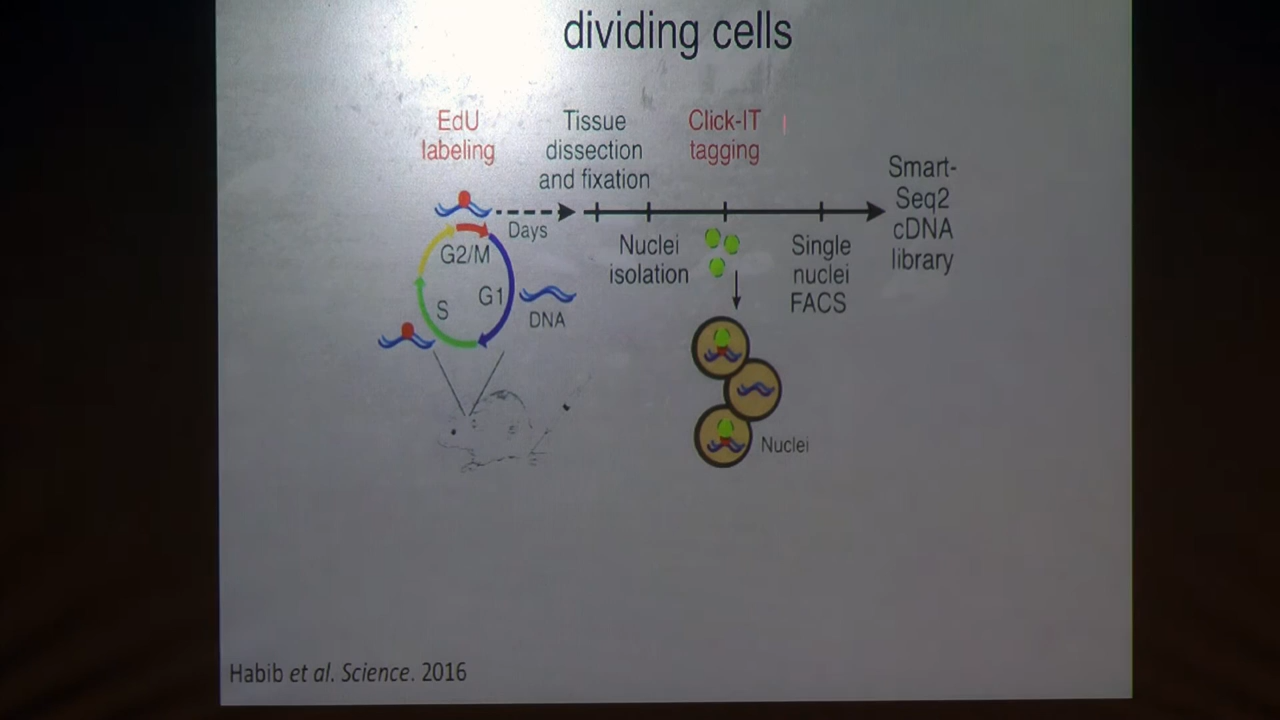 dividing cells
EdU
labeling
Tissue
dissection
and fixation
Click-IT
tagging
Smart-
Seq2
cDNA
library
Days
Nuclei
isolation
Single
nuclei
FACS
G2/M
G1
S
DNA
Nuclei
Habib et al. Science. 2016